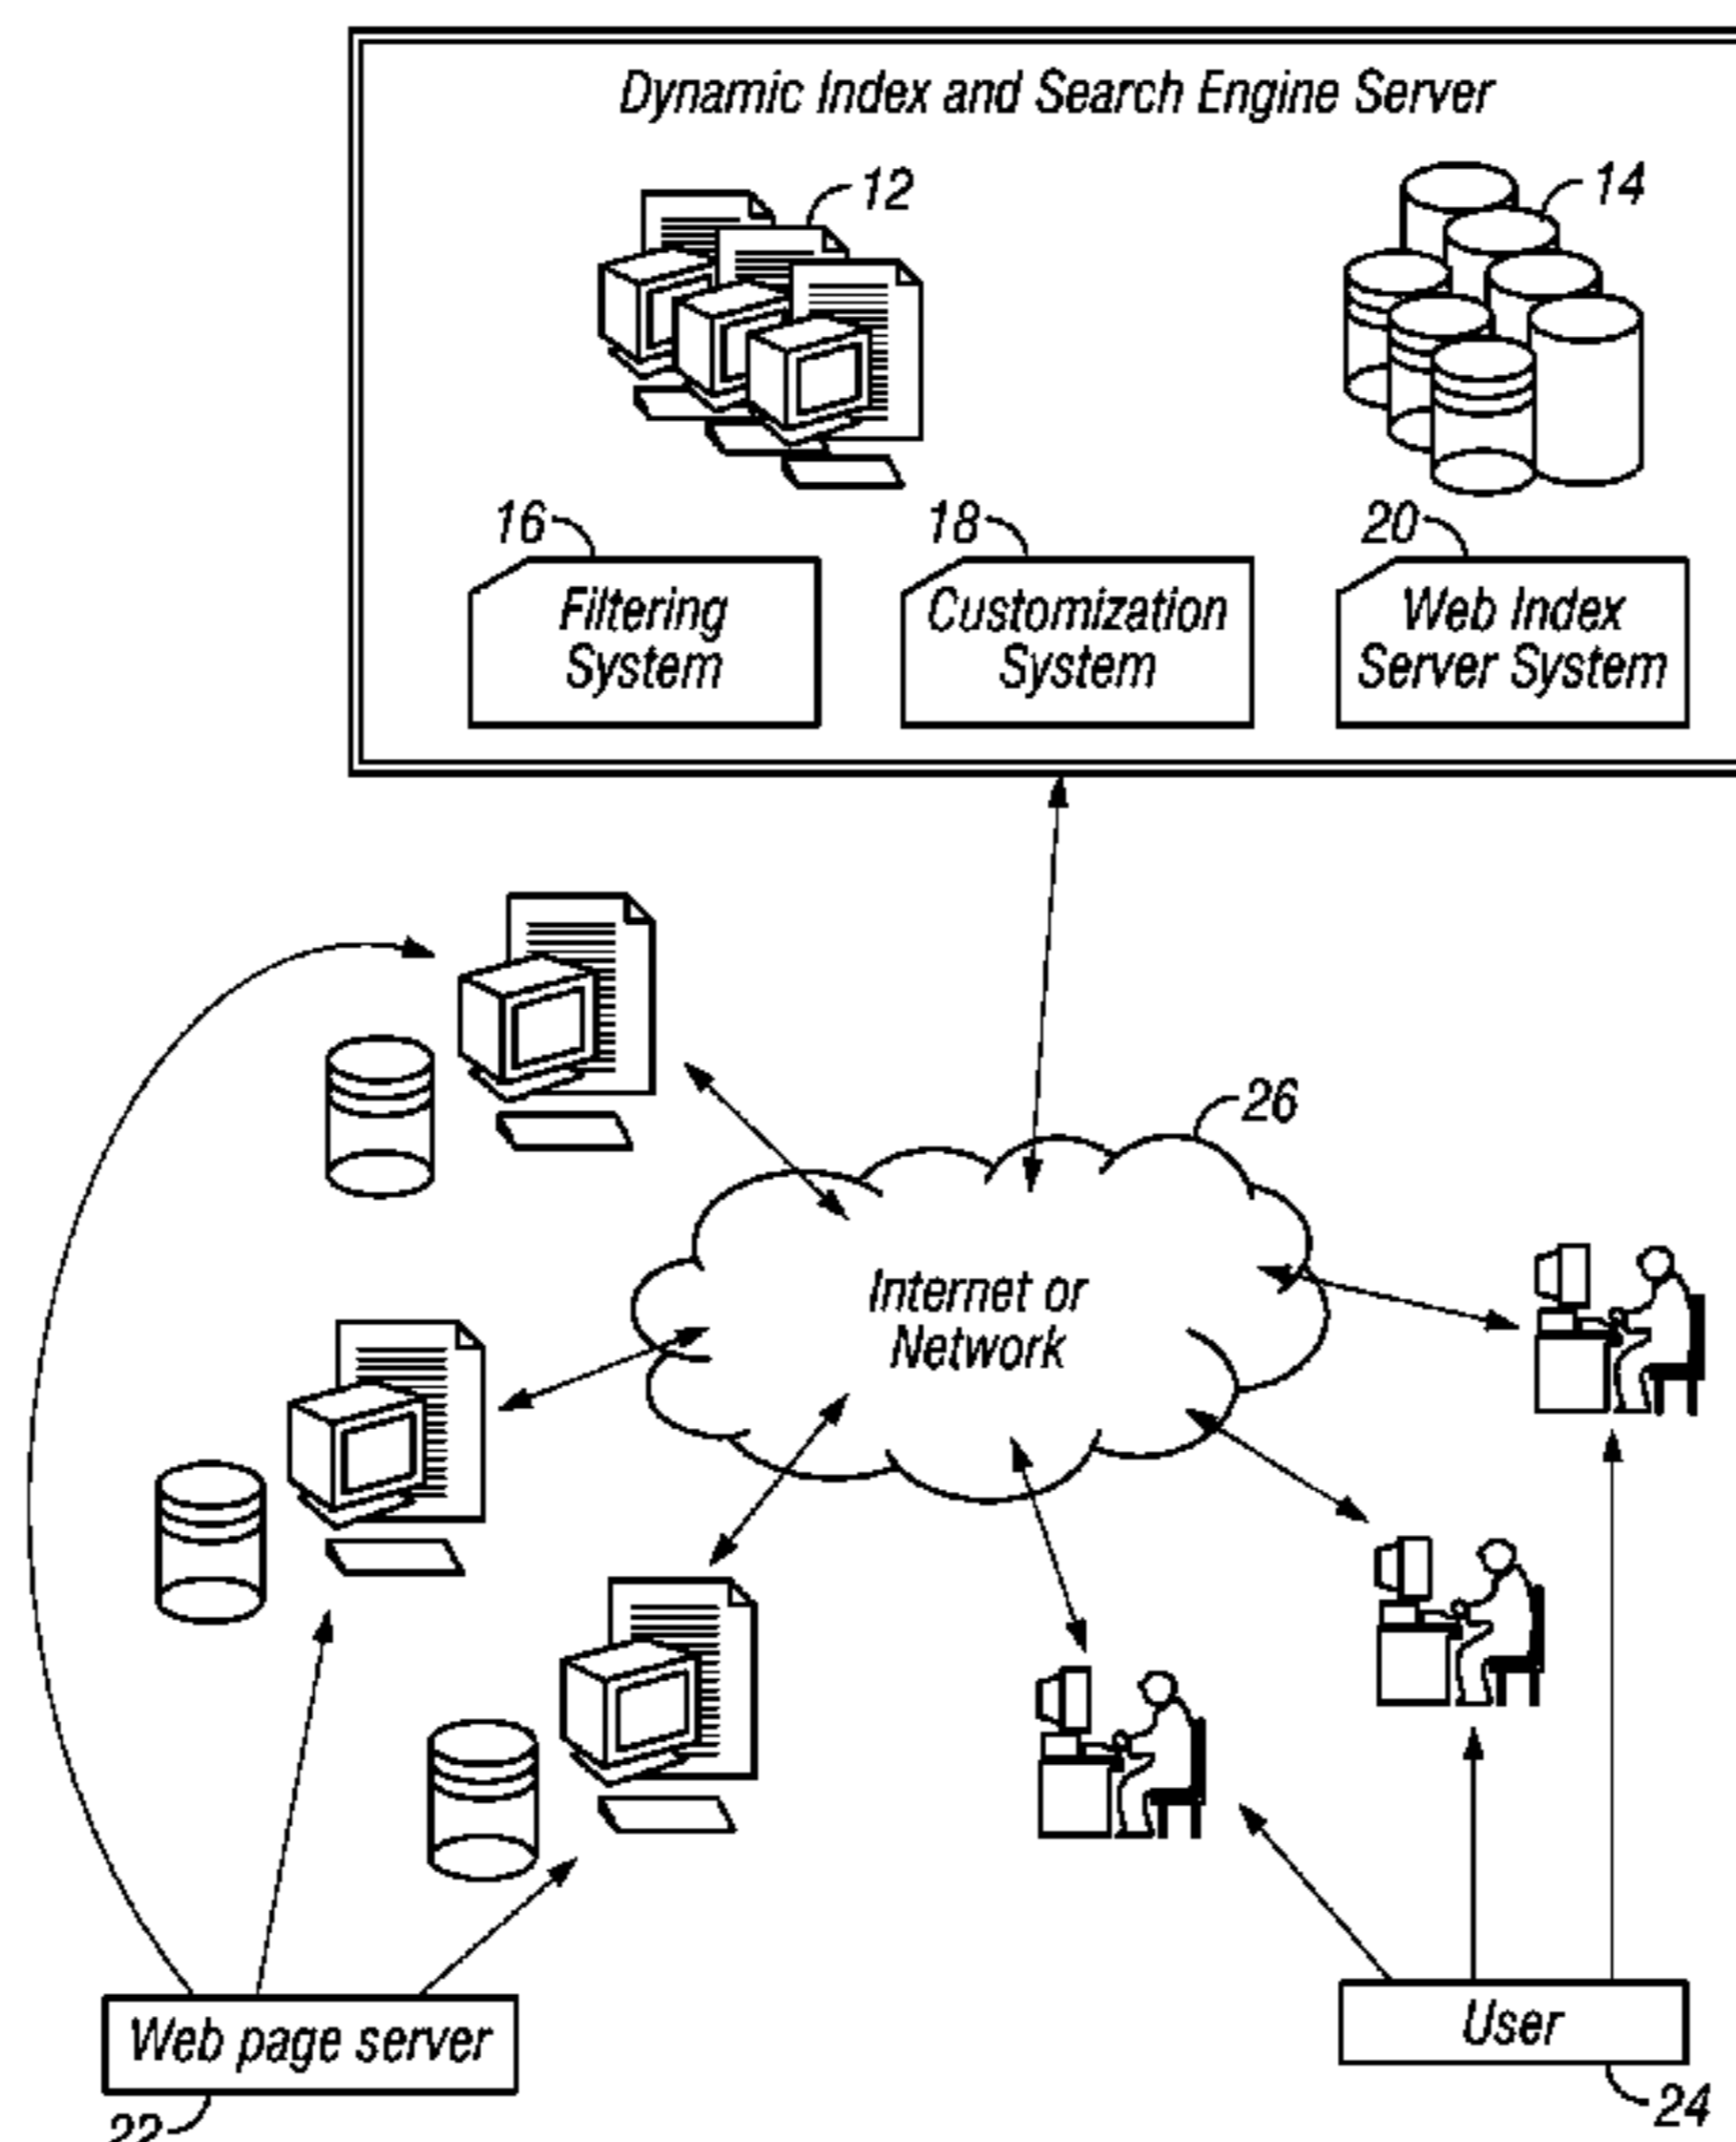 Dynamic Index and Search Engine Server
12
14
16
18
20
Filtering
System
Customization
System
Web Index
Server System
26
Internet or
Network
Web page server
User
22
24